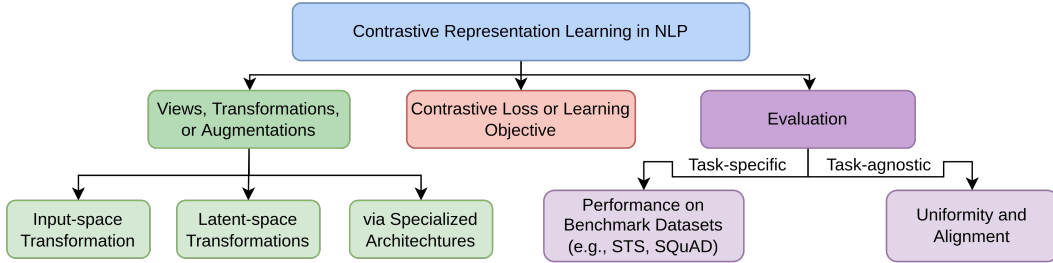 Contrastive Representation Learning in NLP
Views, Transformations,
or Augmentations
Contrastive Loss or Learning
Objective
Evaluation
Task-specific
Task-agnostic
Input-space
Transformation
Latent-space
Transformations
via Specialized
Architechtures
Performance on
Benchmark Datasets
(e.g., STS, SQuAD)
Uniformity and
Alignment